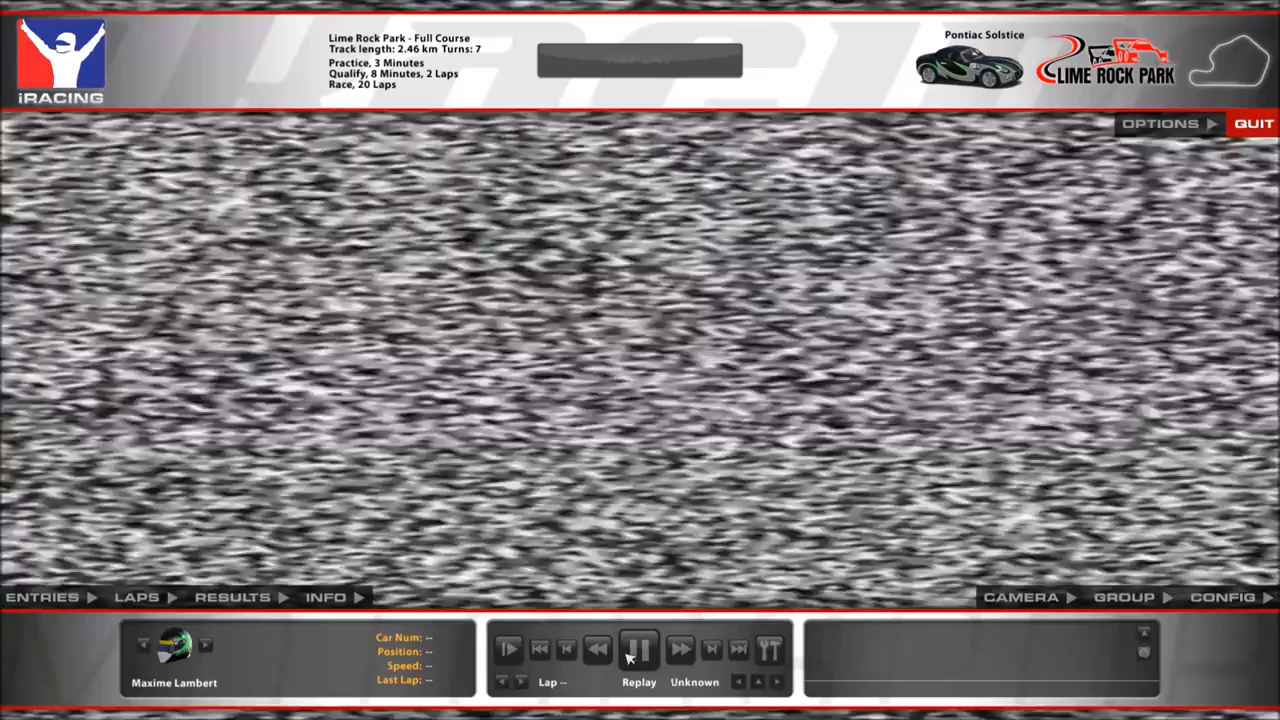 iRACING
Lime Rock Park - Full Course
Track length: 2.46 km Turns: 7
Practice, 3 Minutes
Qualify, 8 Minutes, 2 Laps
Race, 20 Laps
Pontiac Solstice
LIME ROCK PARK
OPTIONS
QUIT
ENTRIES
LAPS
RESULTS
INFO
CAMERA
GROUP
CONFIG
Maxime Lambert
Car Num: --
Position: --
Speed: --
Last Lap: --
Lap --
Replay
Unknown